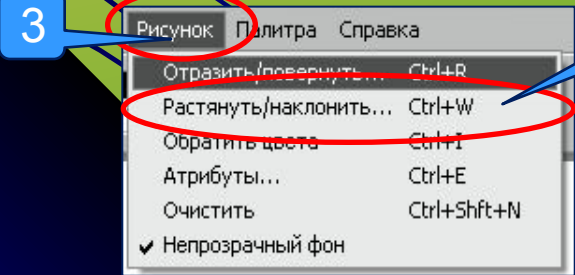 3
Рисунок Палитра Справка
Отразить/повернуть... Ctrl+R
Растянуть/наклонить... Ctrl+W
Обратить цвета Ctrl+I
Атрибуты... Ctrl+E
Очистить Ctrl+Shft+N
✓ Непрозрачный фон